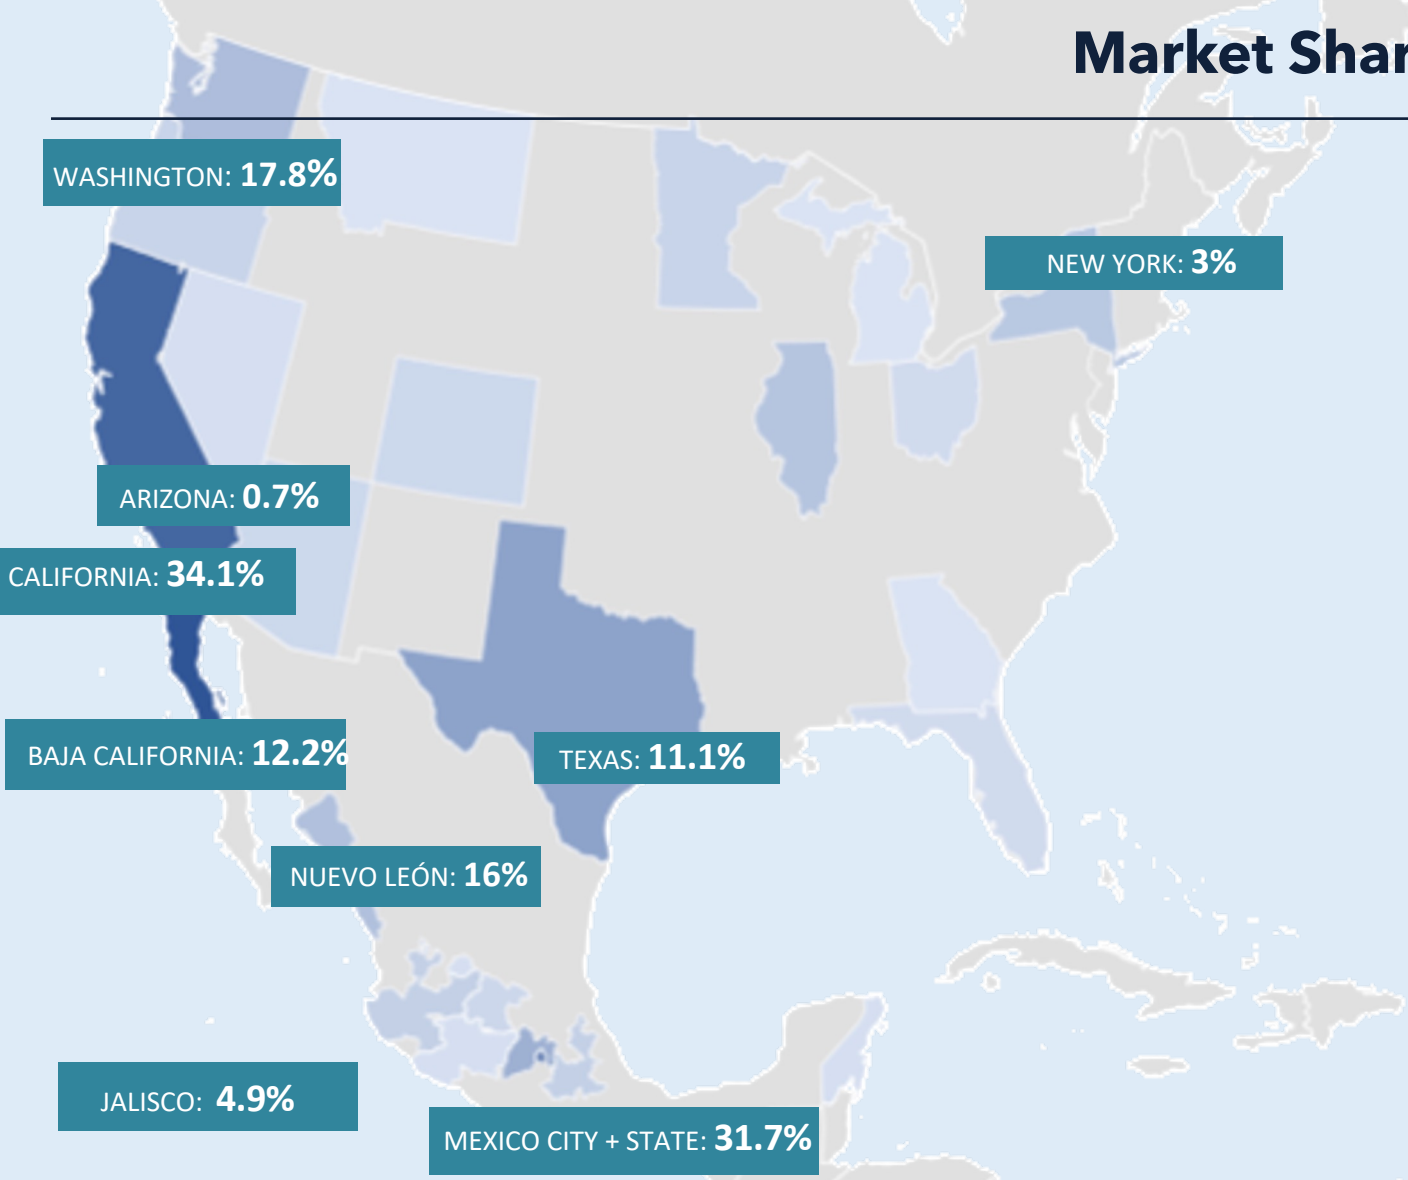 Market Shar
WASHINGTON: 17.8%
NEW YORK: 3%
ARIZONA: 0.7%
CALIFORNIA: 34.1%
BAJA CALIFORNIA: 12.2%
TEXAS: 11.1%
NUEVO LEÓN: 16%
JALISCO: 4.9%
MEXICO CITY + STATE: 31.7%